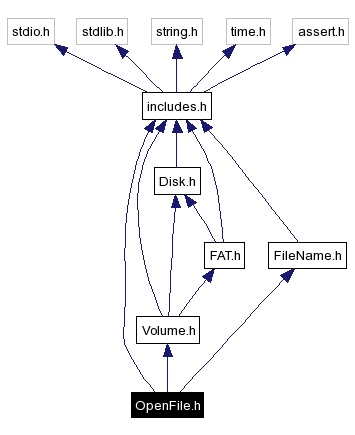 stdio.h
stdlib.h
string.h
time.h
assert.h
includes.h
Disk.h
FAT.h
FileName.h
Volume.h
OpenFile.h